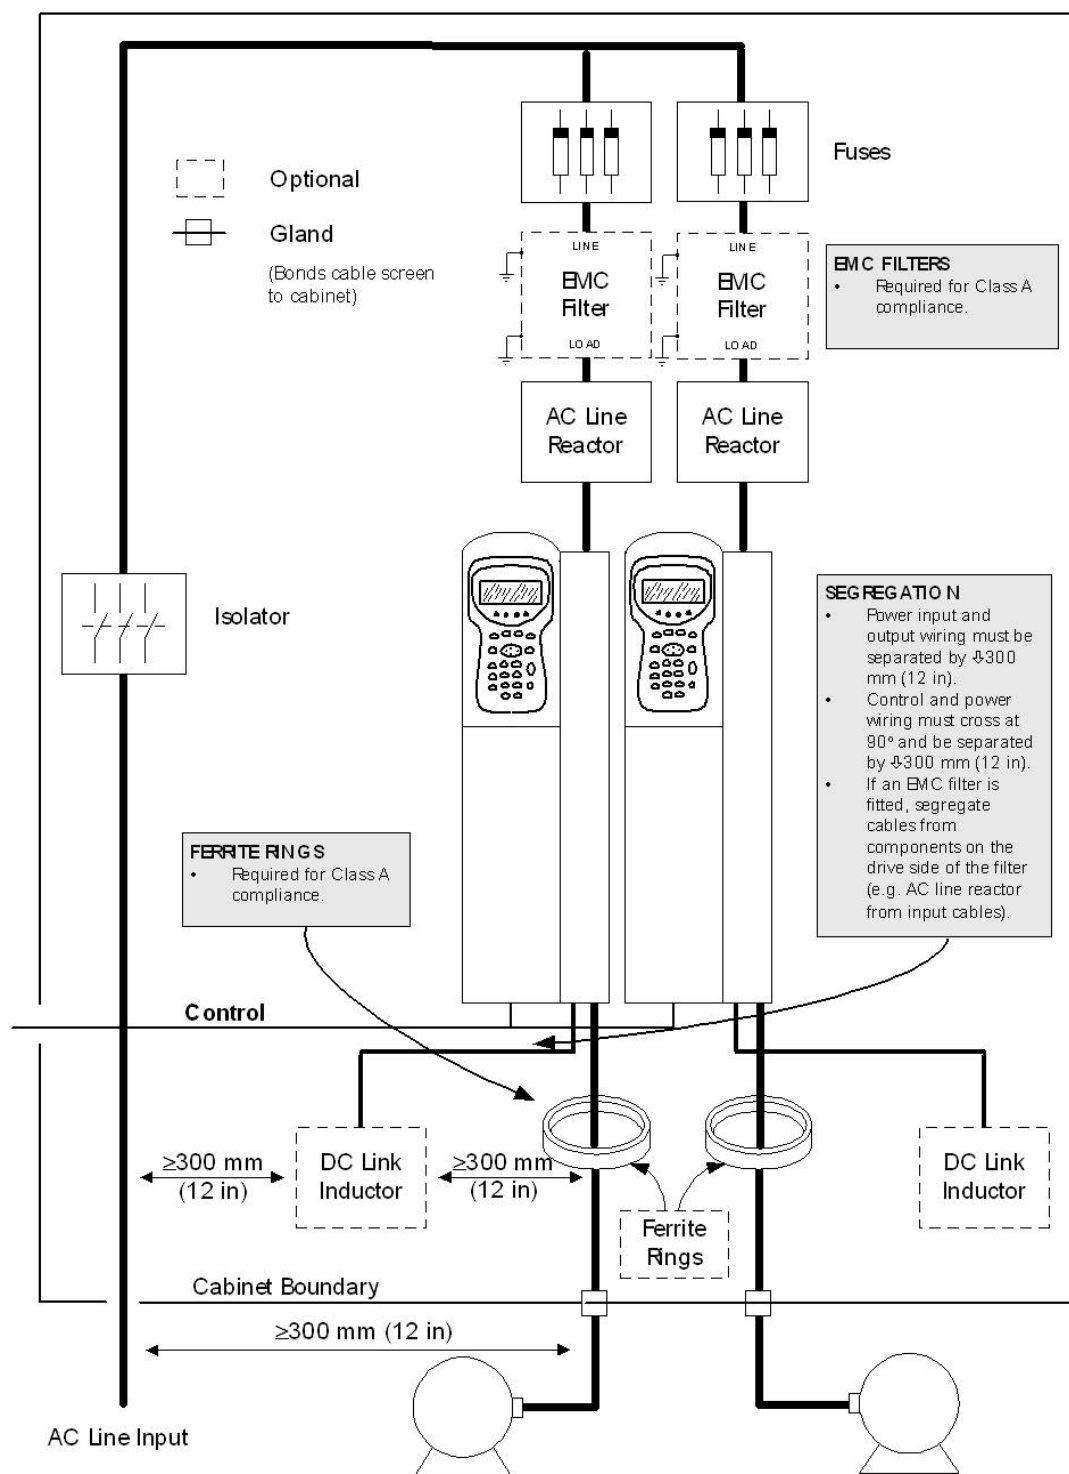 Fuses
Optional
Gland
(Bonds cable screen
to cabinet)
LINE
EMC
Filter
LOAD
LINE
EMC
Filter
LOAD
EMC FILTERS
• Required for Class A
compliance.
AC Line
Reactor
AC Line
Reactor
Isolator
SEGREGATION
• Power input and
output wiring must be
separated by ⇩300
mm (12 in).
• Control and power
wiring must cross at
90° and be separated
by ⇩300 mm (12 in).
• If an EMC filter is
fitted, segregate
cables from
components on the
drive side of the filter
(e.g. AC line reactor
from input cables).
FERRITE RINGS
• Required for Class A
compliance.
Control
≥300 mm
(12 in)
DC Link
Inductor
≥300 mm
(12 in)
Ferrite
Rings
DC Link
Inductor
Cabinet Boundary
≥300 mm (12 in)
AC Line Input